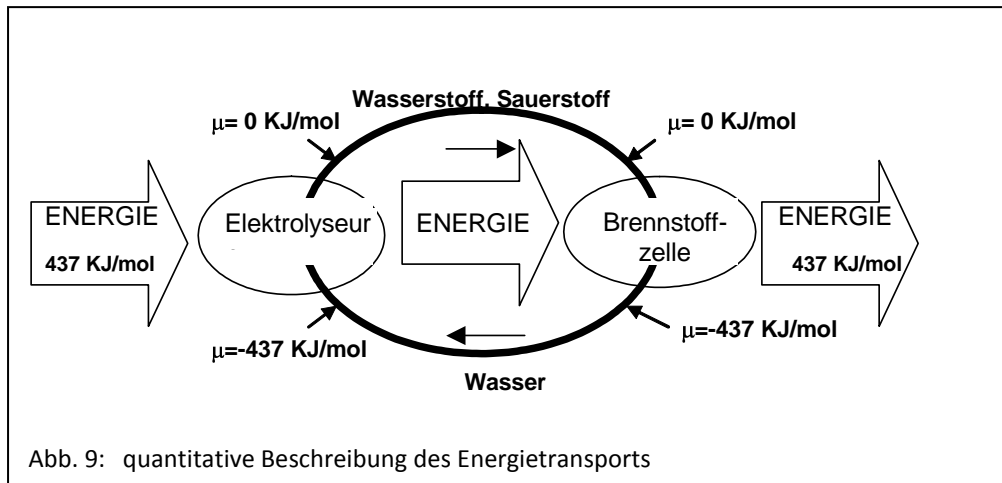 Wasserstoff, Sauerstoff
μ= 0 KJ/mol
μ= 0 KJ/mol
ENERGIE
437 KJ/mol
Elektrolyseur
ENERGIE
Brennstoff-
zelle
ENERGIE
437 KJ/mol
μ=-437 KJ/mol
μ=-437 KJ/mol
Wasser
Abb. 9: quantitative Beschreibung des Energietransports